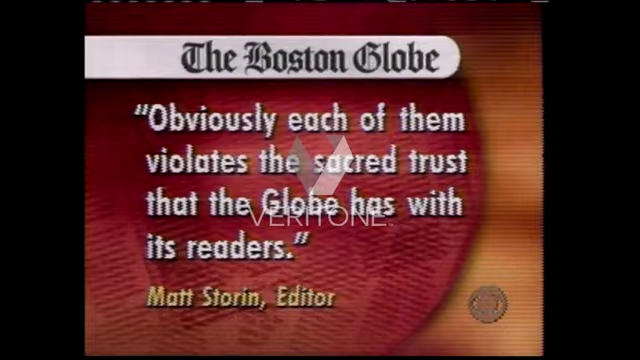 The Boston Globe
“Obviously each of them
violates the sacred trust
that the Globe has with
VERITONE
its readers.”
Matt Storin, Editor